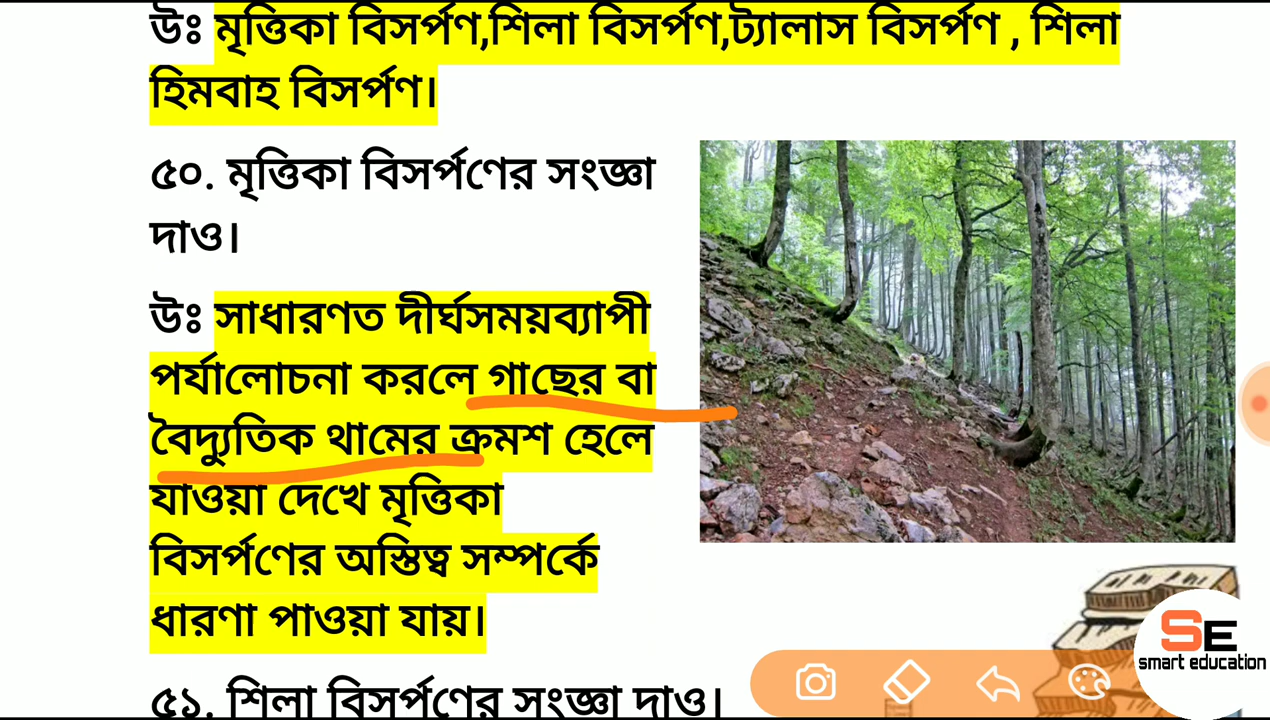 উঃ মৃত্তিকা বিসর্পণ,শিলা বিসর্পণ,ট্যালাস বিসর্পণ , শিলা
হিমবাহ বিসর্পণ।
৫০. মৃত্তিকা বিসর্পণের সংজ্ঞা
দাও।
উঃ সাধারণত দীর্ঘসময়ব্যাপী
পর্যালোচনা করলে গাছের বা
বৈদ্যুতিক থামের ক্রমশ হেলে
যাওয়া দেখে মৃত্তিকা
বিসর্পণের অস্তিত্ব সম্পর্কে
ধারণা পাওয়া যায়।
৫১. শিলা বিসর্পণের সংজ্ঞা দাও।
SE
smart education